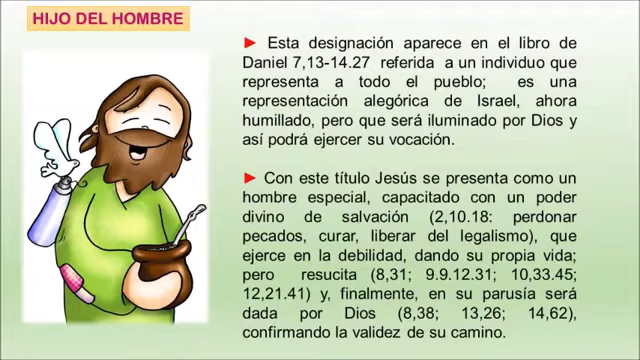 HIJO DEL HOMBRE
► Esta designación aparece en el libro de
Daniel 7,13-14.27 referida a un individuo que
representa a todo el pueblo; es una
representación alegórica de Israel, ahora
humillado, pero que será iluminado por Dios y
así podrá ejercer su vocación.
► Con este título Jesús se presenta como un
hombre especial, capacitado con un poder
divino de salvación (2,10.18: perdonar
pecados, curar, liberar del legalismo), que
ejerce en la debilidad, dando su propia vida;
pero resucita (8,31; 9.9.12.31; 10,33.45;
12,21.41) y, finalmente, en su parusía será
dada por Dios (8,38; 13,26; 14,62),
confirmando la validez de su camino.